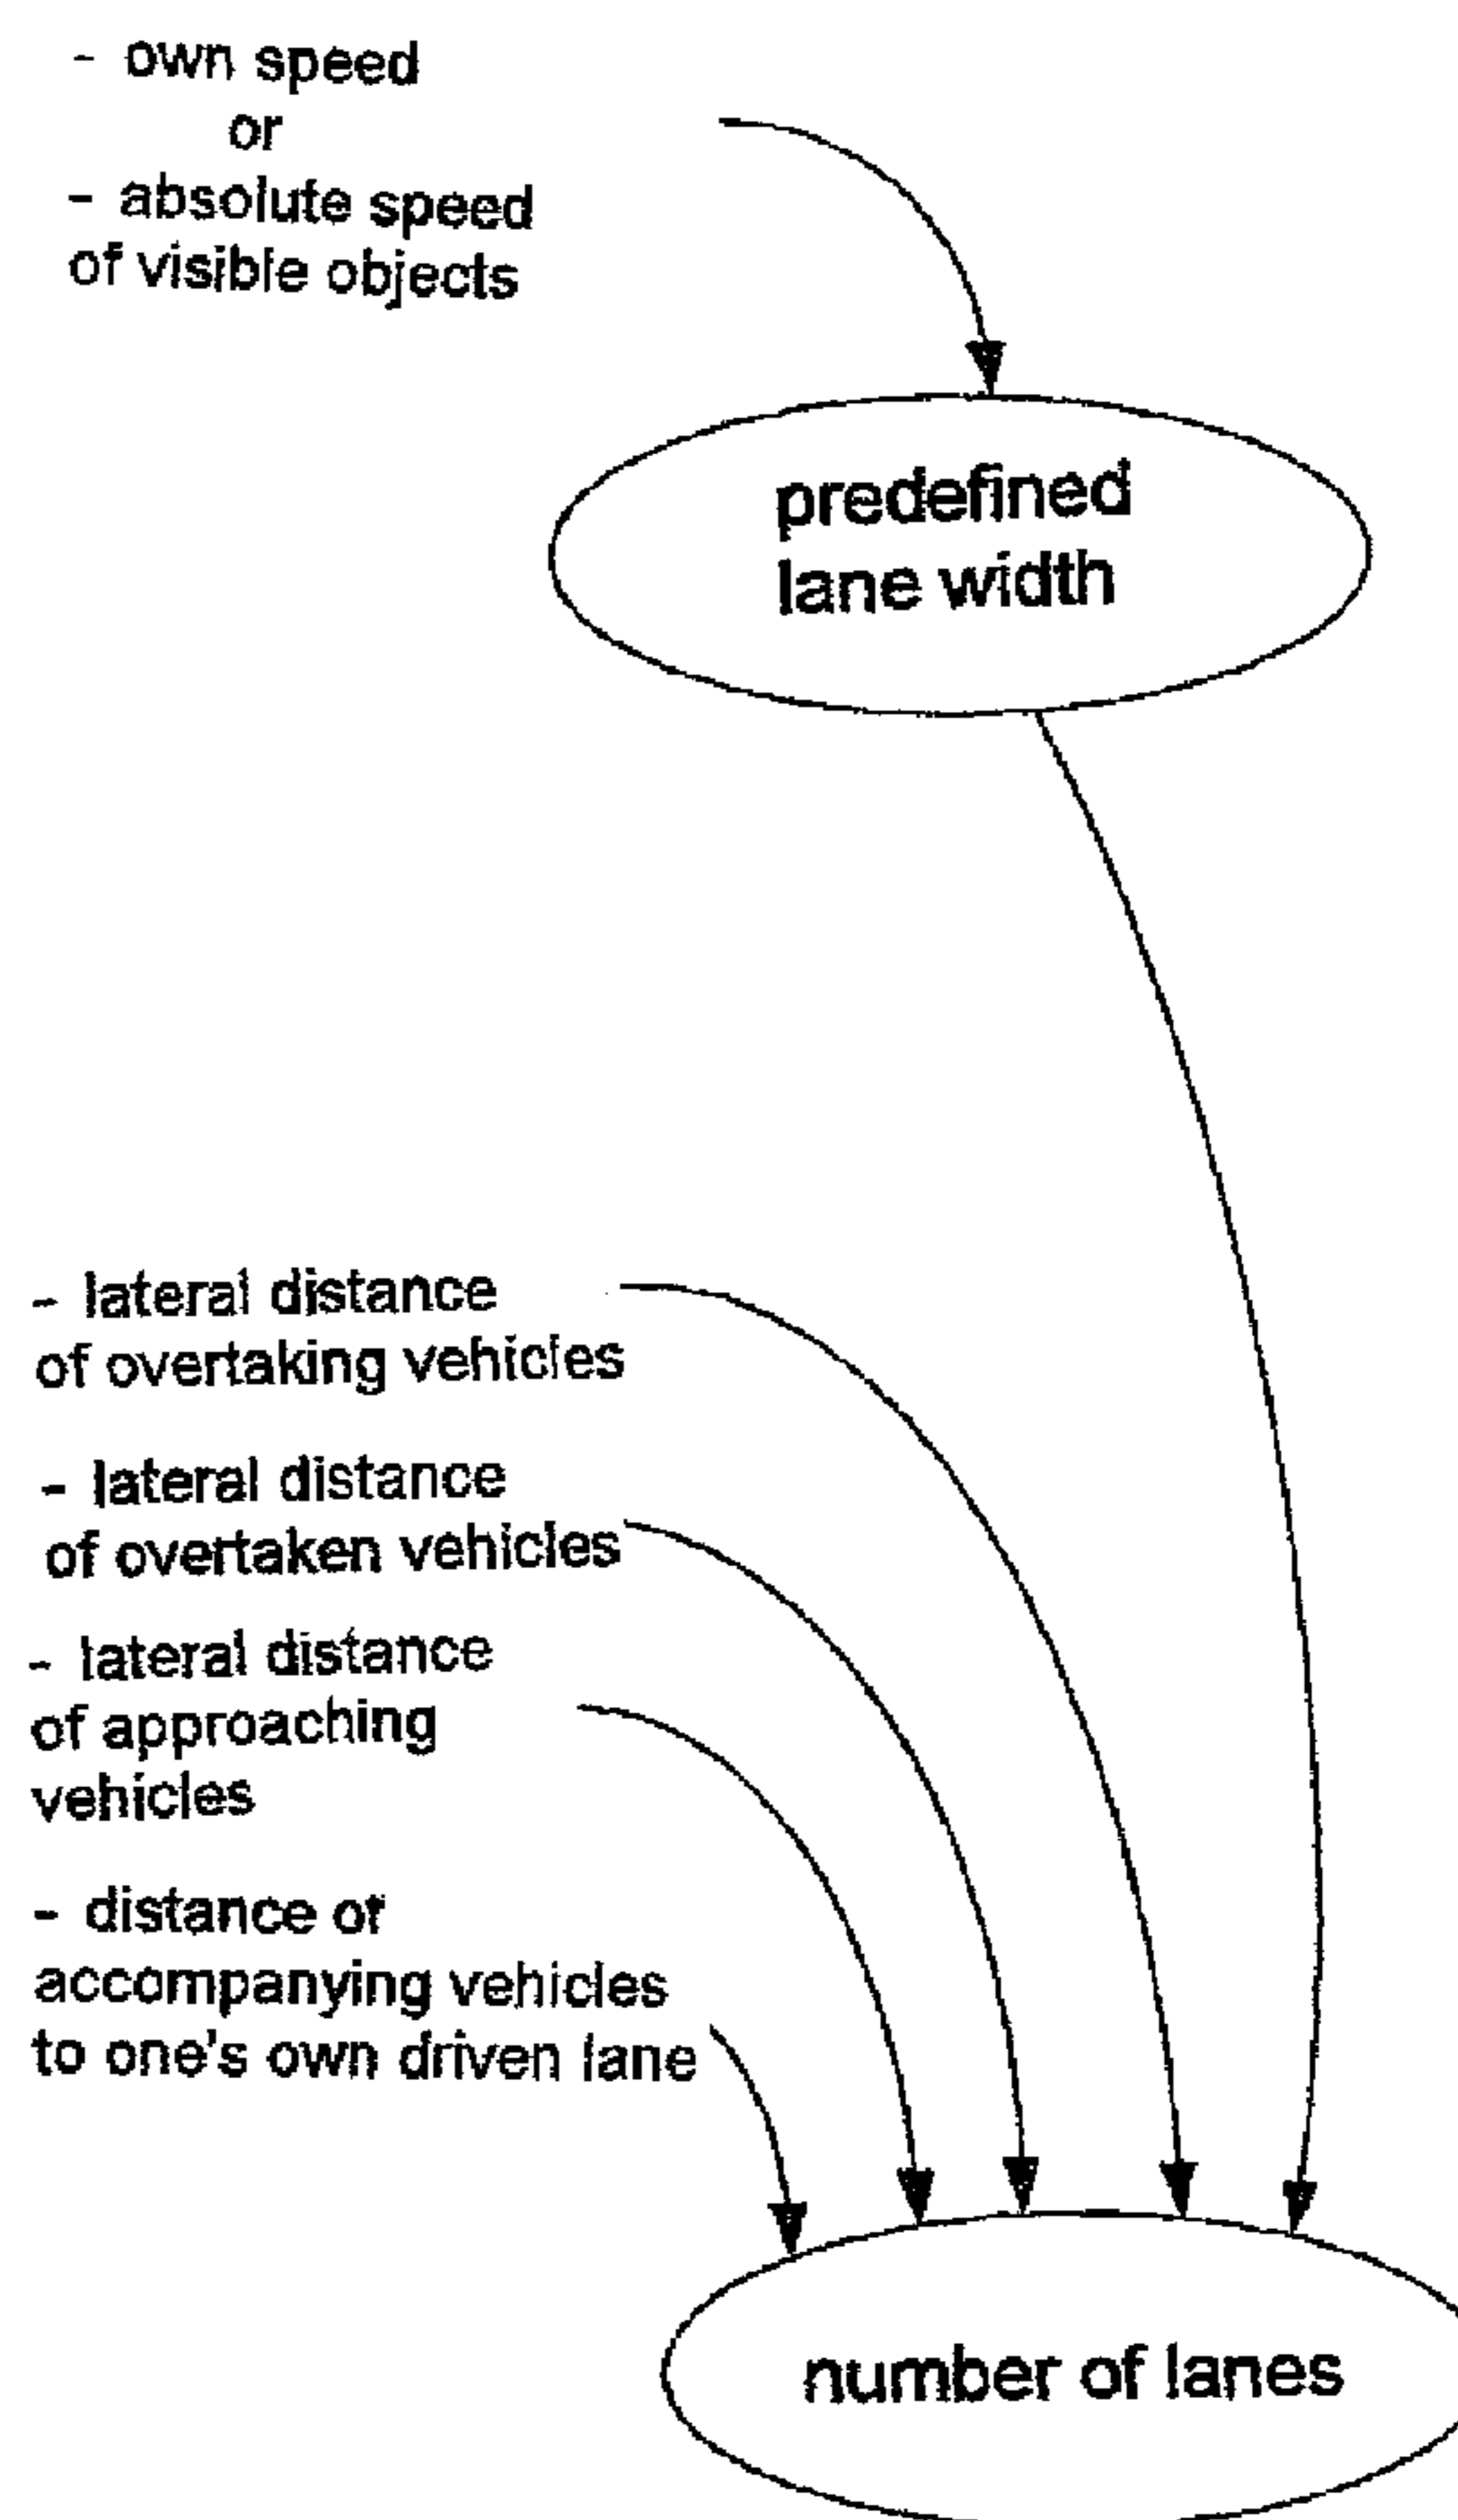 - own speed
or
- absolute speed
of visible objects
predefined
lane width
- lateral distance
of overtaking vehicles
- lateral distance
of overtaken vehicles
- lateral distance
of approaching
vehicles
- distance of
accompanying vehicles
to one's own driven lane
number of lanes